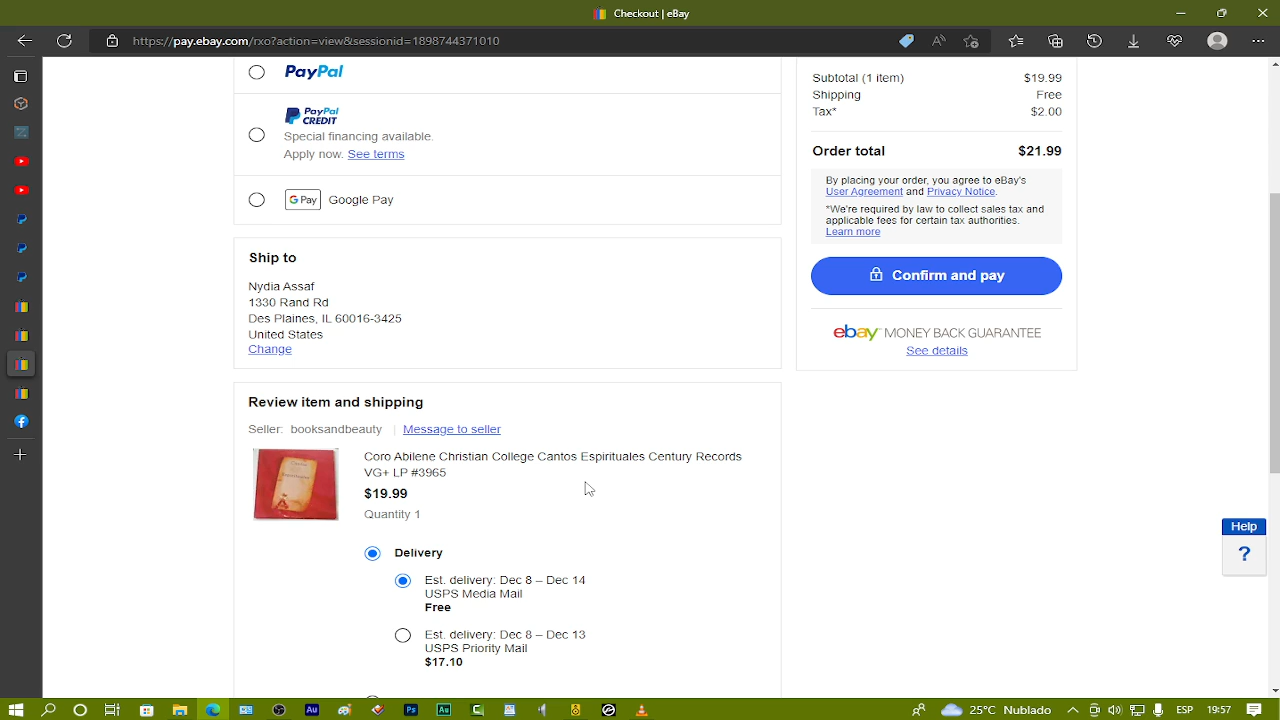 Checkout | eBay
https://pay.ebay.com/rxo?action=view&sessionid=1898744371010
PayPal
PayPal
CREDIT
Special financing available.
Apply now. See terms
G Pay Google Pay
Ship to
Nydia Assaf
1330 Rand Rd
Des Plaines, IL 60016-3425
United States
Change
Review item and shipping
Seller: booksandbeauty | Message to seller
Coro Abilene Christian College Cantos Espirituales Century Records
VG+ LP #3965
$19.99
Quantity 1
Delivery
Est. delivery: Dec 8 – Dec 14
USPS Media Mail
Free
Est. delivery: Dec 8 – Dec 13
USPS Priority Mail
$17.10
Subtotal (1 item) $19.99
Shipping Free
Tax* $2.00
Order total $21.99
By placing your order, you agree to eBay's
User Agreement and Privacy Notice.
*We're required by law to collect sales tax and
applicable fees for certain tax authorities.
Learn more
Confirm and pay
ebay MONEY BACK GUARANTEE
See details
Help
?
Au
Ps
Ae
25°C Nublado
ESP
19:57